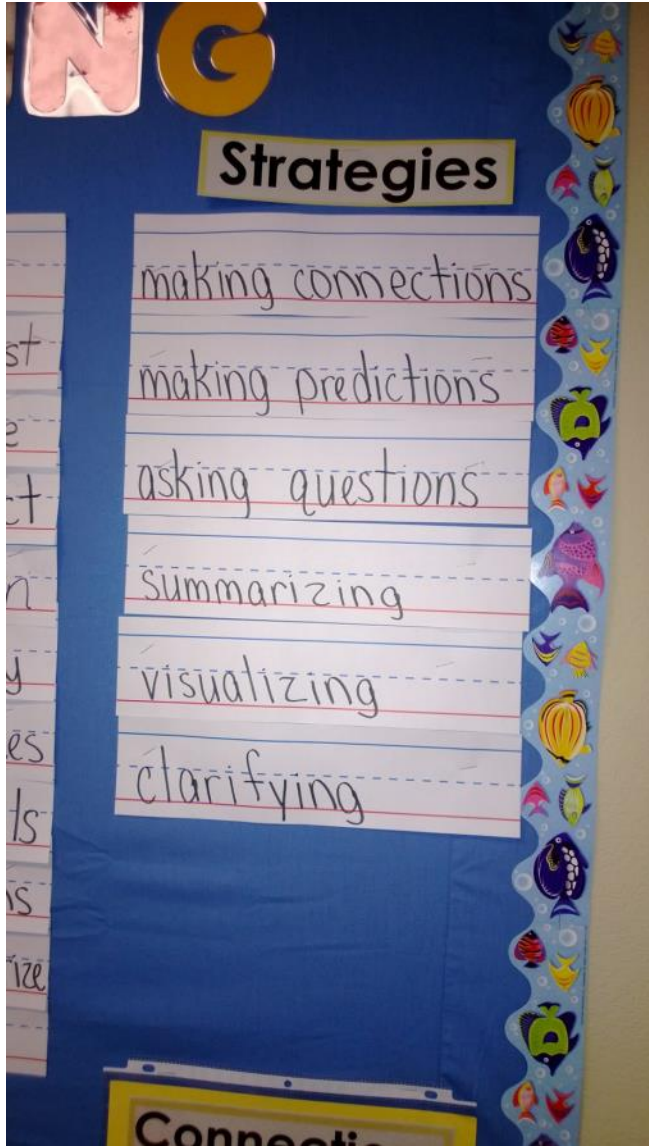 NG
Strategies
making connections
making predictions
asking questions
summarizing
visualizing
clarifying